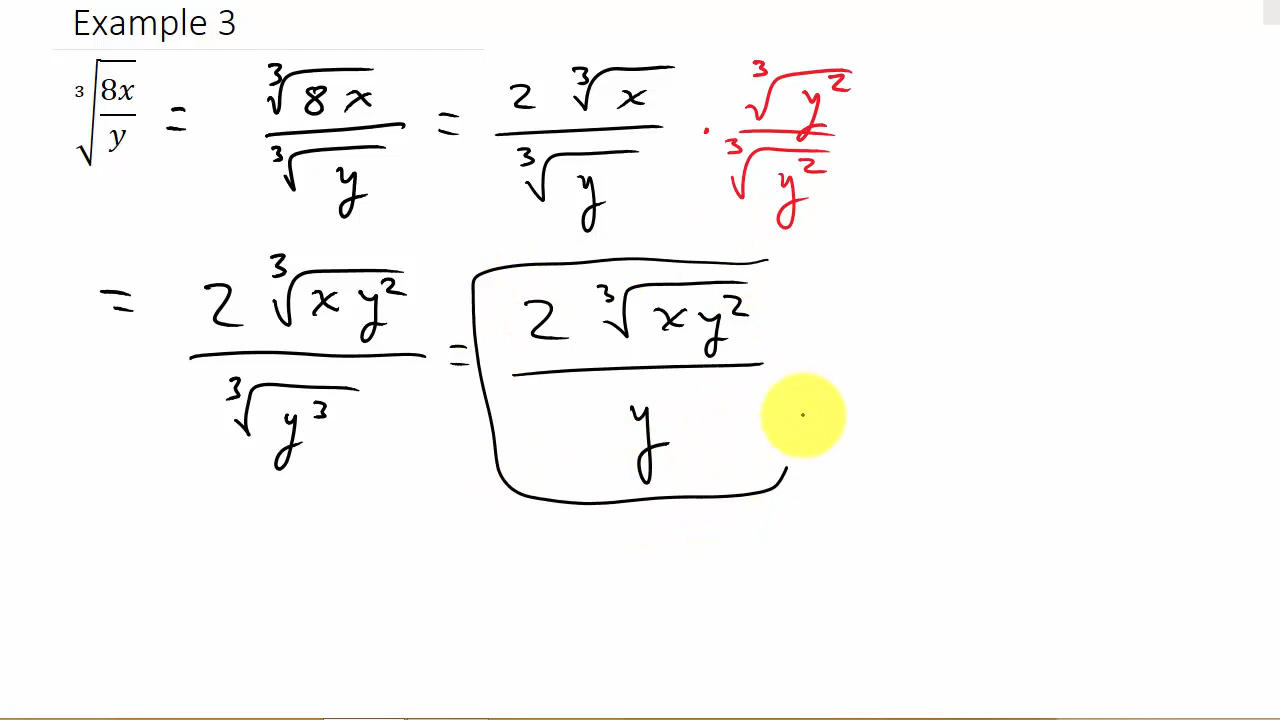 Example 3
∛(8x/y) = ∛(8x)/∛y = 2∛x/∛y · ∛(y²)/∛(y²)
= 2∛(xy²)/∛(y³) = 2∛(xy²)/y